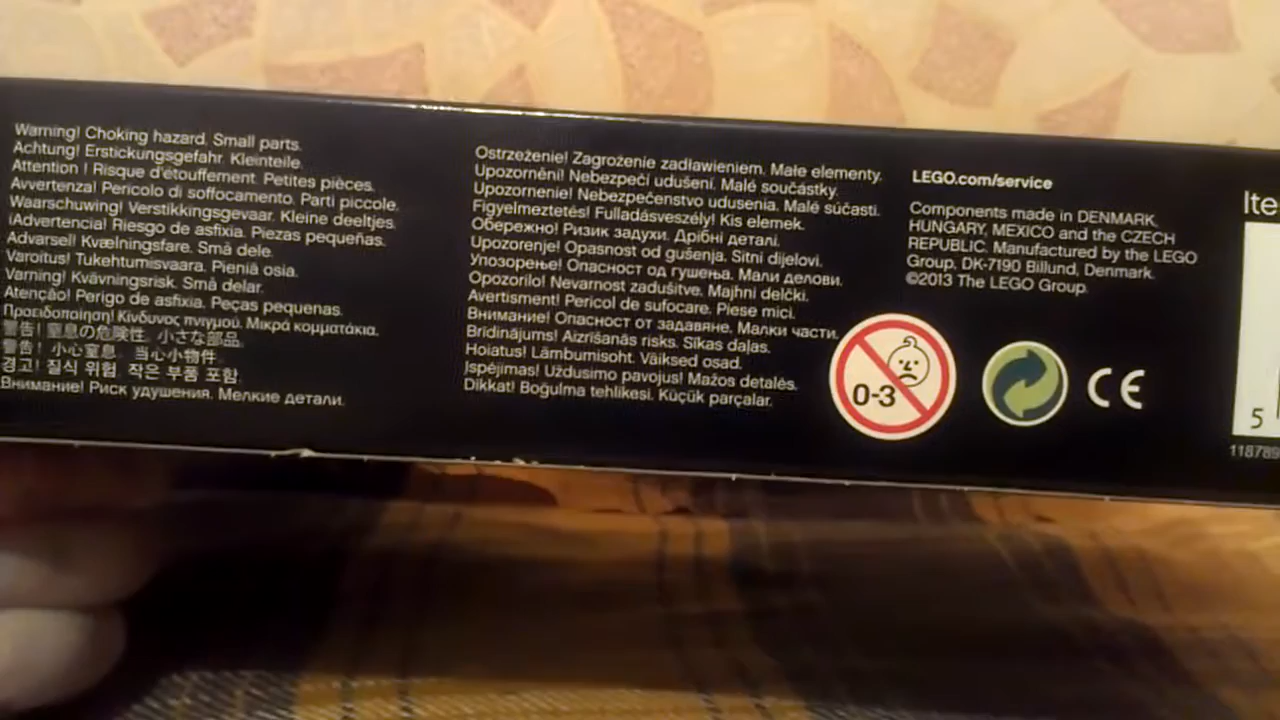 Warning! Choking hazard. Small parts.
Achtung! Erstickungsgefahr. Kleinteile.
Attention ! Risque d'étouffement. Petites pièces.
Avvertenza! Pericolo di soffocamento. Parti piccole.
Waarschuwing! Verstikkingsgevaar. Kleine deeltjes.
¡Advertencia! Riesgo de asfixia. Piezas pequeñas.
Advarsel! Kvælningsfare. Små dele.
Varoitus! Tukehtumisvaara. Pieniä osia.
Varning! Kvävningsrisk. Små delar.
Atenção! Perigo de asfixia. Peças pequenas.
Προειδοποίηση! Κίνδυνος πνιγμού. Μικρά κομματάκια.
警告! 窒息の危険性。小さな部品。
警告! 小心窒息。当心小物件。
경고! 질식 위험. 작은 부품 포함.
Внимание! Риск удушения. Мелкие детали.
Ostrzeżenie! Zagrożenie zadławieniem. Małe elementy.
Upozornění! Nebezpečí udušení. Malé součástky.
Upozornenie! Nebezpečenstvo udusenia. Malé súčasti.
Figyelmeztetés! Fulladásveszély! Kis elemek.
Обережно! Ризик задухи. Дрібні деталі.
Upozorenje! Opasnost od gušenja. Sitni dijelovi.
Упозорење! Опасност од гушења. Мали делови.
Opozorilo! Nevarnost zadušitve. Majhni delčki.
Avertisment! Pericol de sufocare. Piese mici.
Внимание! Опасност от задавяне. Малки части.
Brīdinājums! Aizrīšanās risks. Sīkas daļas.
Hoiatus! Lämbumisoht. Väiksed osad.
Įspėjimas! Uždusimo pavojus! Mažos detalės.
Dikkat! Boğulma tehlikesi. Küçük parçalar.
LEGO.com/service
Components made in DENMARK,
HUNGARY, MEXICO and the CZECH
REPUBLIC. Manufactured by the LEGO
Group, DK-7190 Billund, Denmark.
©2013 The LEGO Group.
0-3
CE
Ite
5
118789